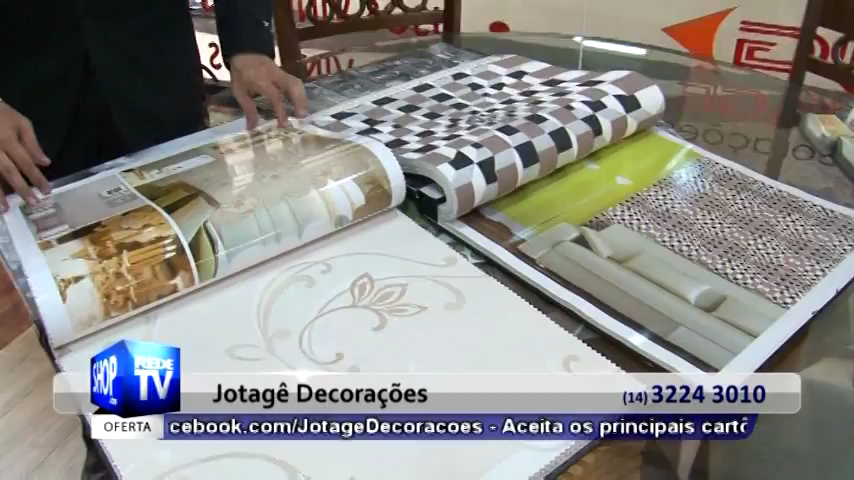 SHOP
REDE
TV
Jotagê Decorações
(14) 3224 3010
OFERTA
cebook.com/JotageDecoracoes - Aceita os principais cartõ